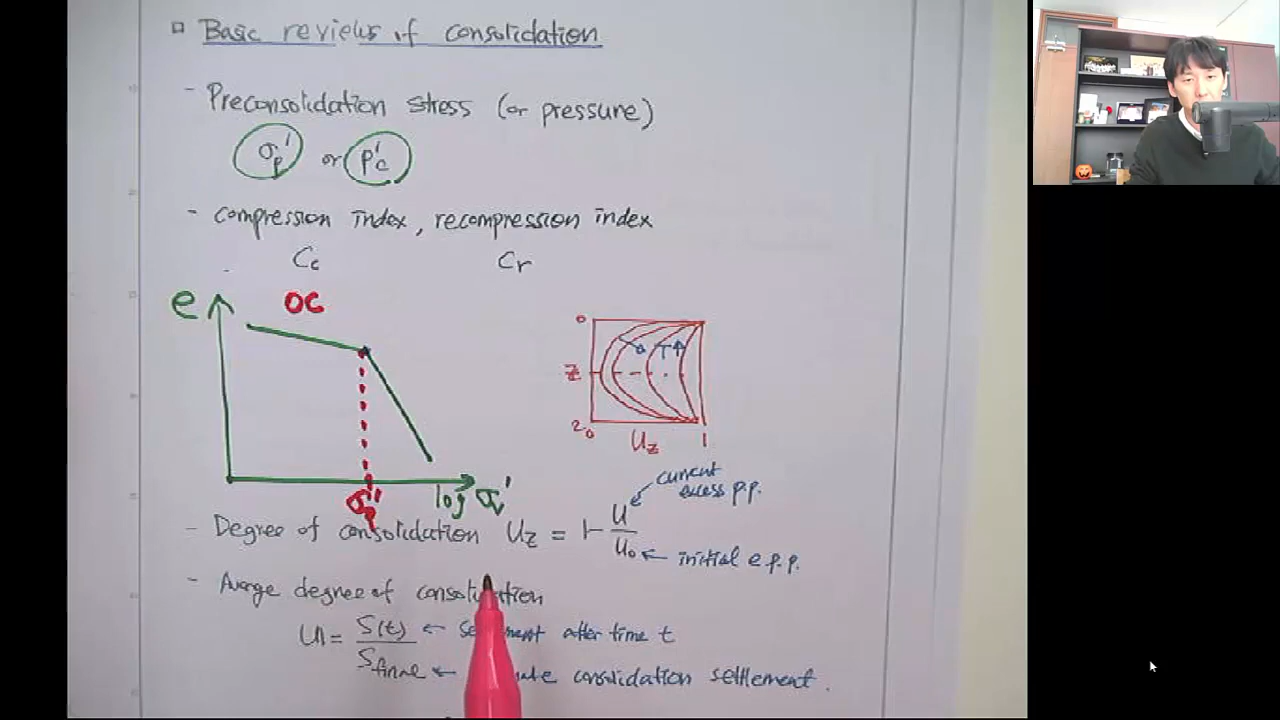 Basic reviews of consolidation
- Preconsolidation stress (or pressure)
σp' or p'c
- compression index, recompression index
Cc Cr
e OC
0
z
2
0 Uz 1
T
σp' log σv'
current excess p.p.
- Degree of consolidation Uz = 1- u/u0
initial e p.p.
- Average degree of consolidation
U = S(t) ← settlement after time t
Sfinal ← consolidation settlement.